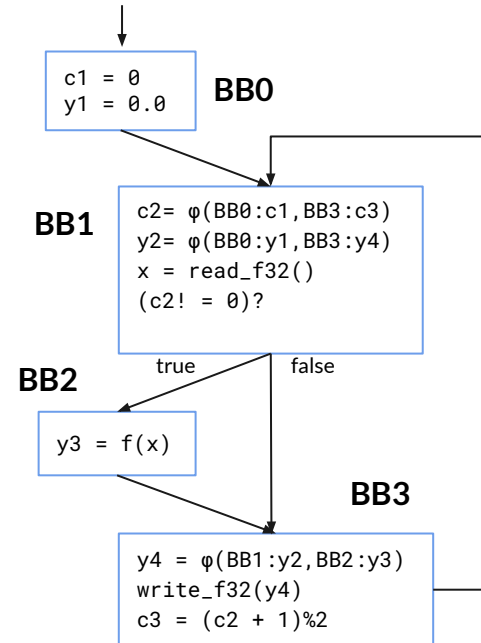 c1 = 0
y1 = 0.0
BB0
BB1
c2= φ(BB0:c1,BB3:c3)
y2= φ(BB0:y1,BB3:y4)
x = read_f32()
(c2! = 0)?
true
false
BB2
y3 = f(x)
BB3
y4 = φ(BB1:y2,BB2:y3)
write_f32(y4)
c3 = (c2 + 1)%2